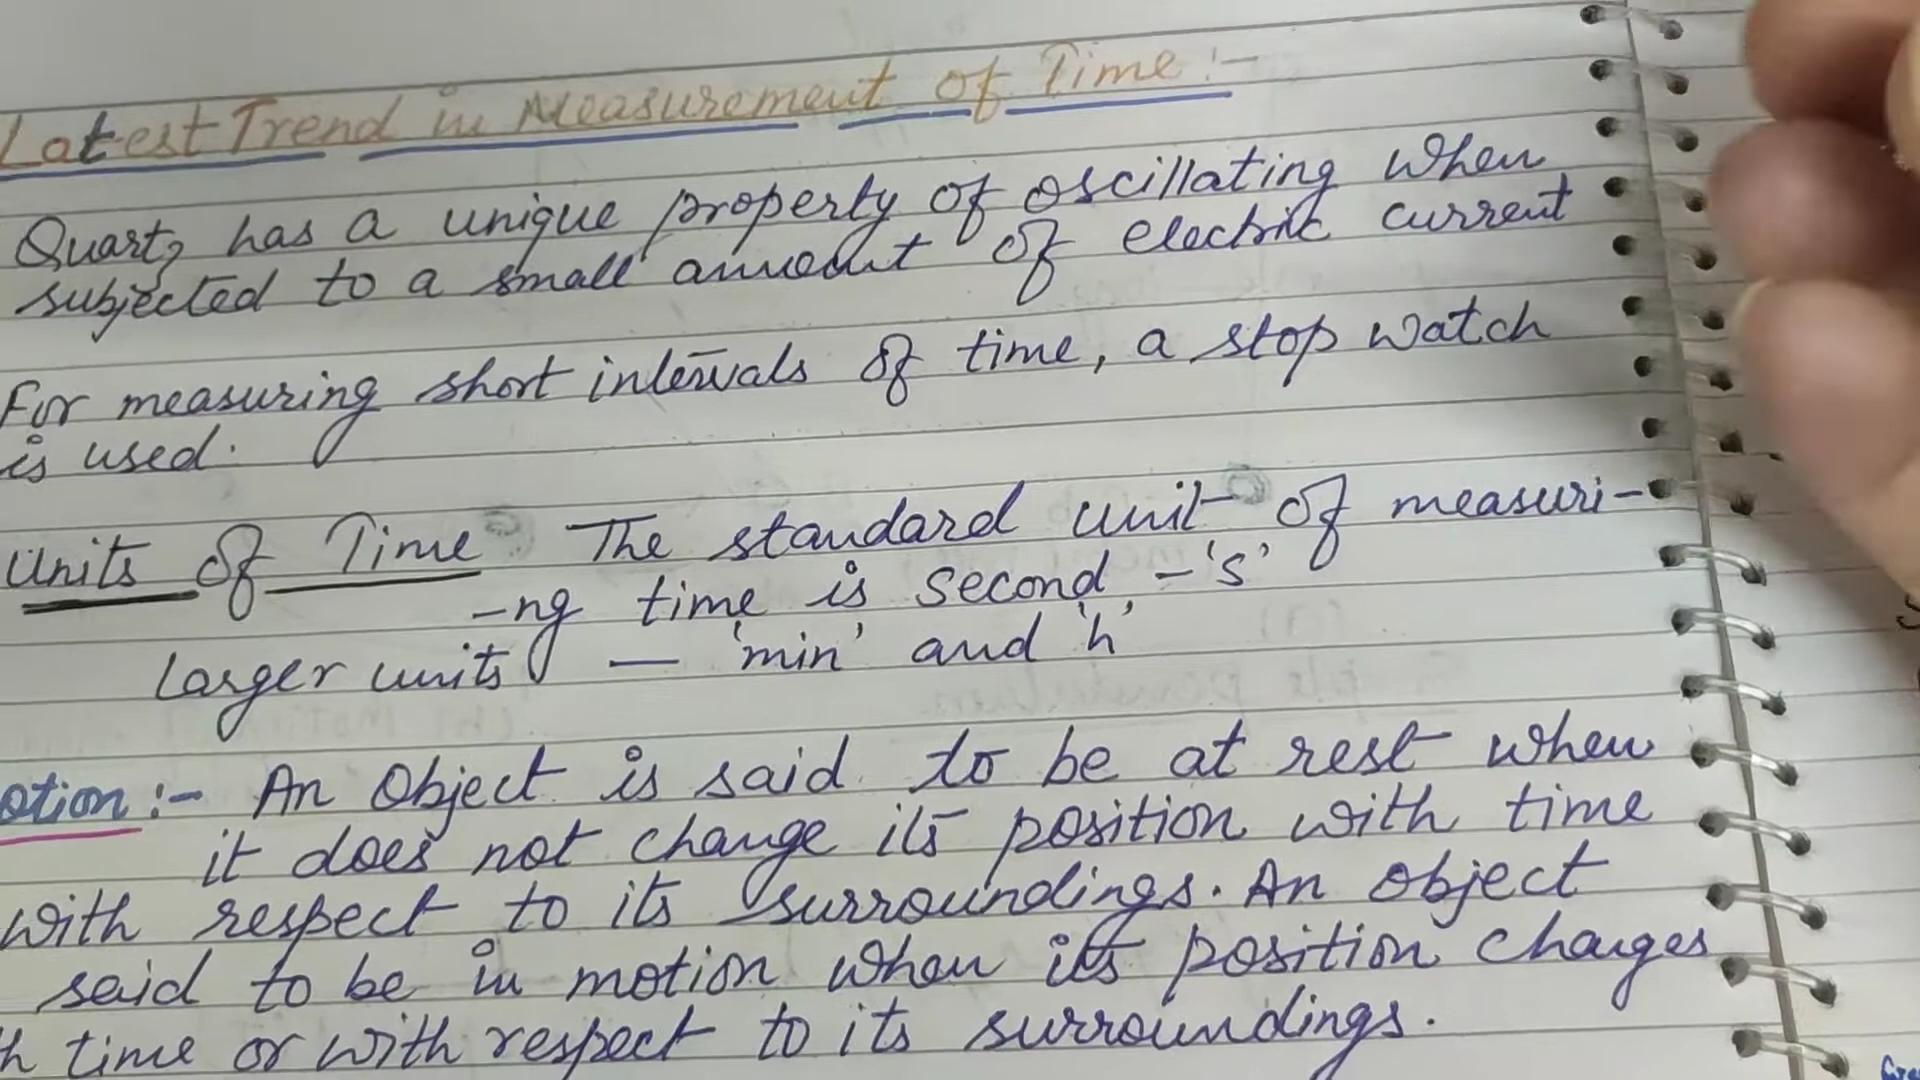 Latest Trend in Measurement of Time :-
Quartz has a unique property of oscillating when
subjected to a small amount of electric current
For measuring short intervals of time, a stop watch
is used.
Units of Time The standard unit of measuri-
-ng time is second - 's'
Larger units — 'min' and 'h'
otion :- An Object is said to be at rest when
it does not change its position with time
with respect to its surroundings. An object
said to be in motion when its position changes
h time or with respect to its surroundings.